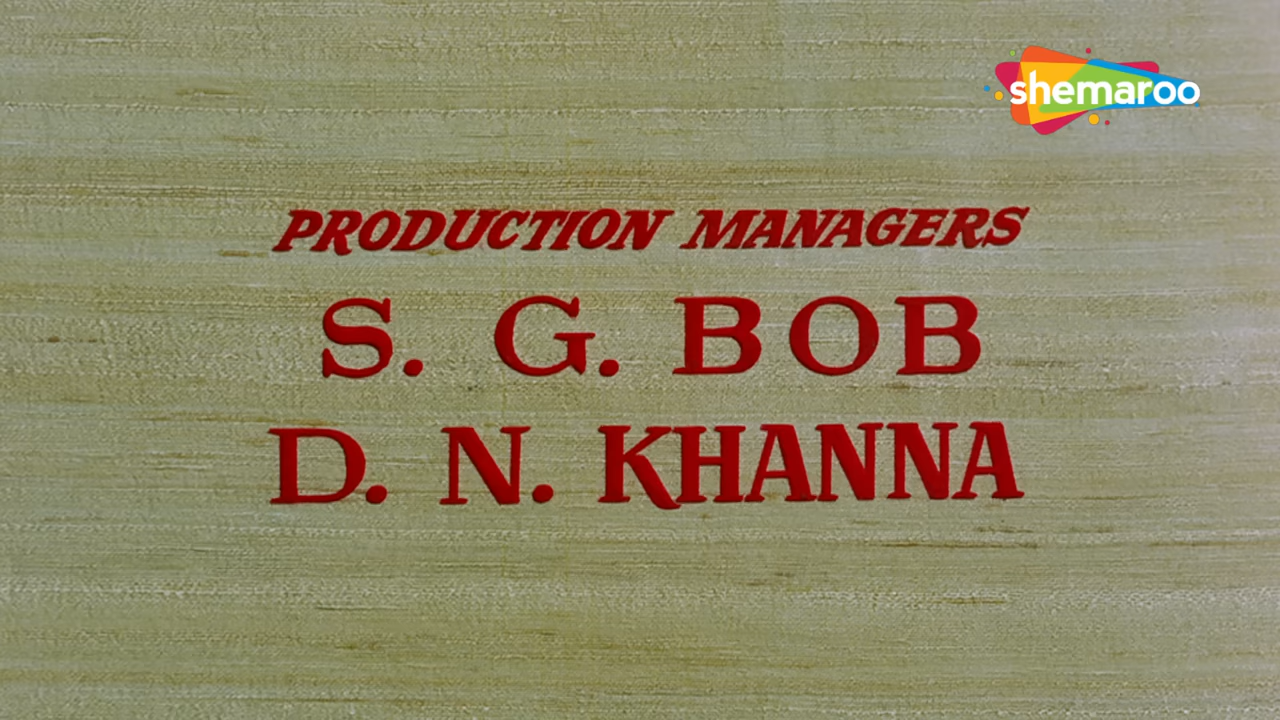 shemaroo
PRODUCTION MANAGERS
S. G. BOB
D. N. KHANNA